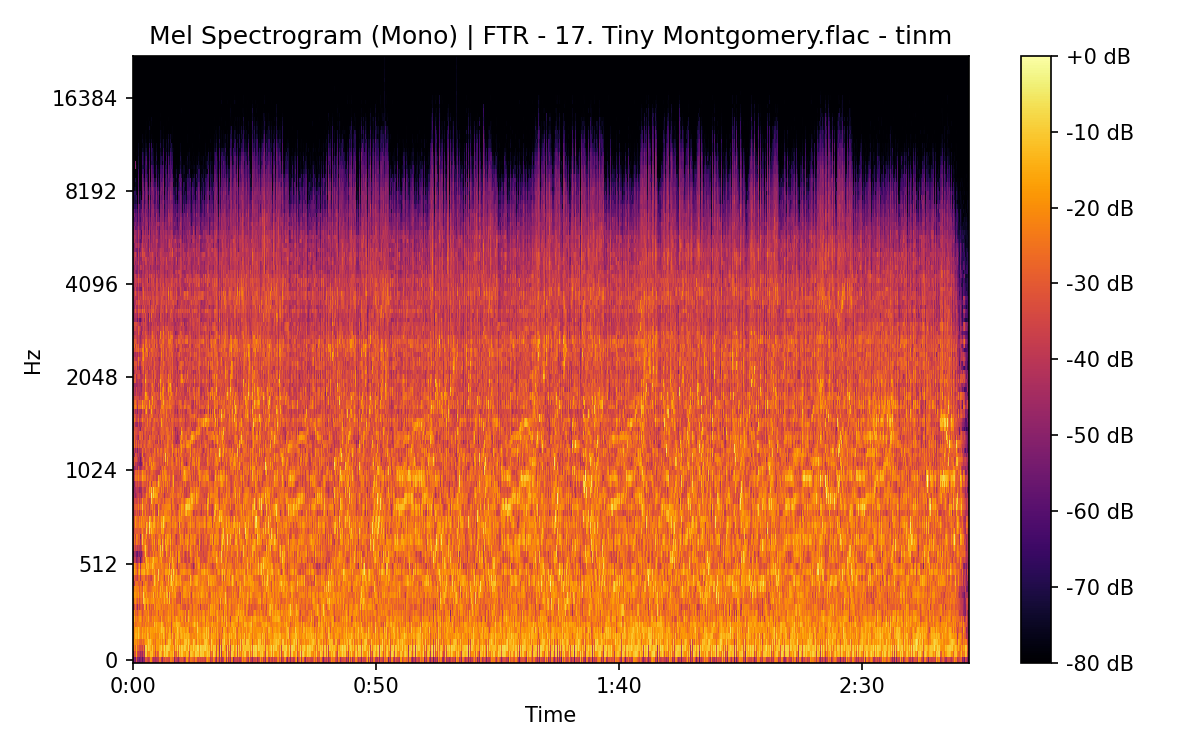 Mel Spectrogram (Mono) | FTR - 17. Tiny Montgomery.flac - tinm
Hz
16384
8192
4096
2048
1024
512
0
0:00
0:50
1:40
2:30
Time
+0 dB
-10 dB
-20 dB
-30 dB
-40 dB
-50 dB
-60 dB
-70 dB
-80 dB